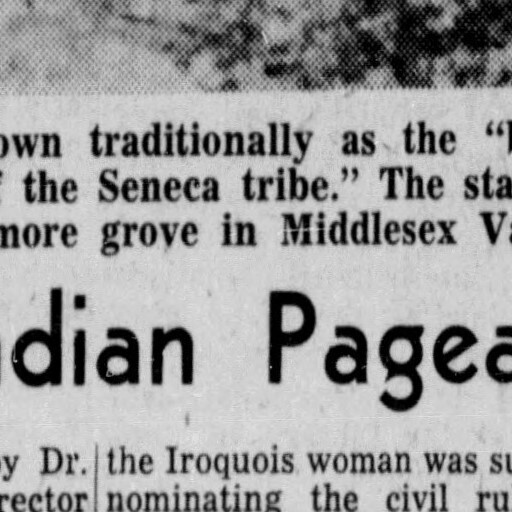 own traditionally as the “
f the Seneca tribe.” The sta
more grove in Middlesex Va
dian Pagea
by Dr.
rector
the Iroquois woman was su
nominating the civil ru